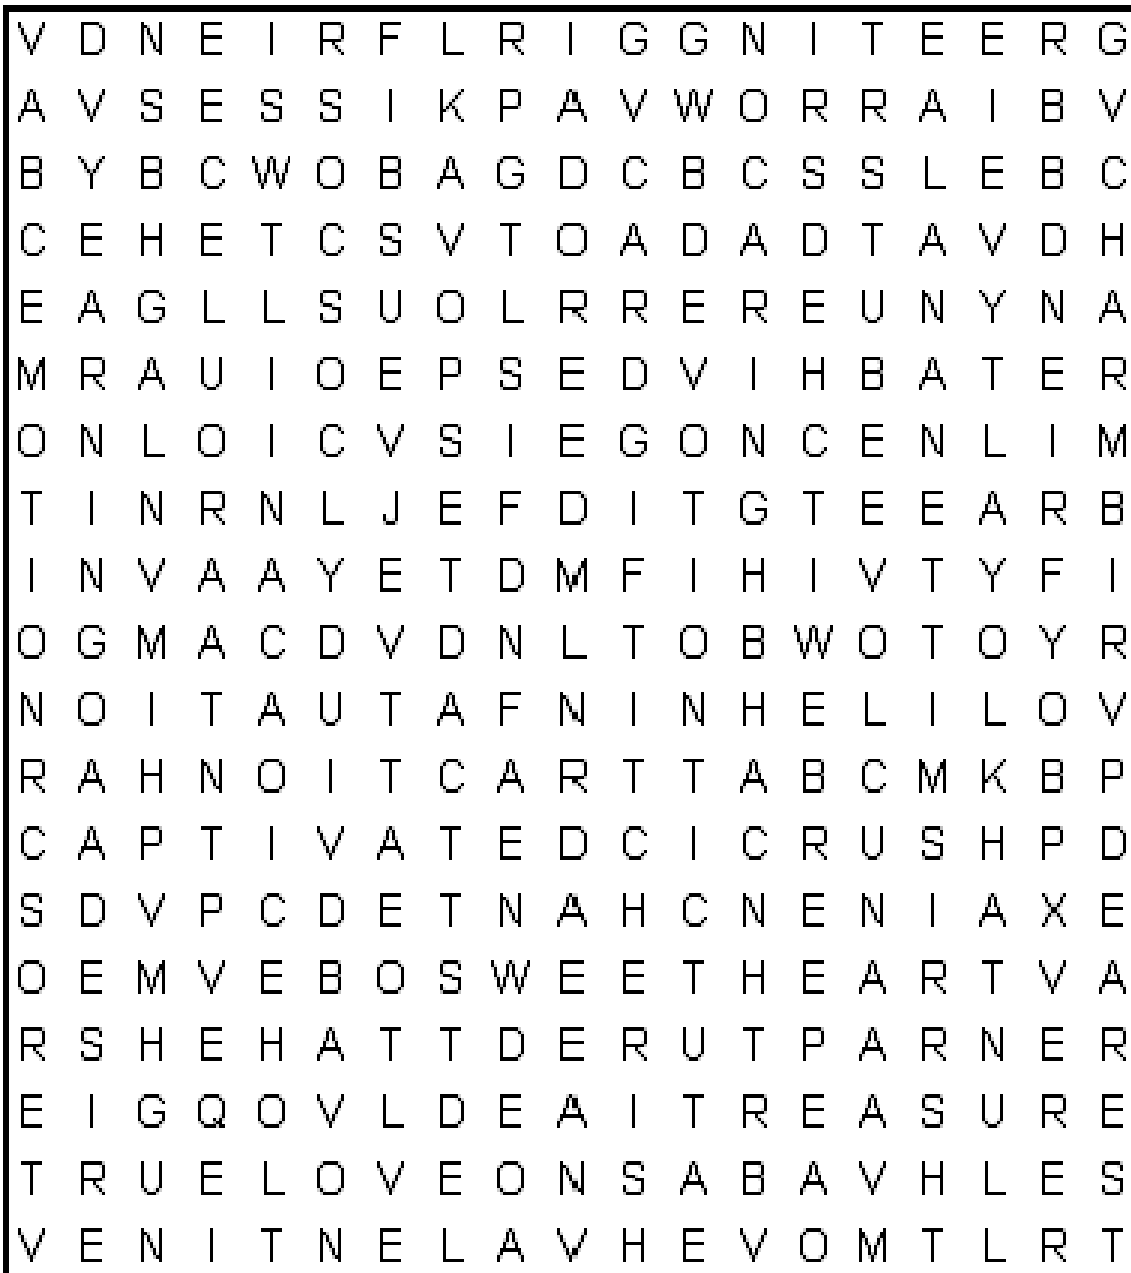 V D N E I R F L R I G G N I T E E R G
A V S E S S I K P A V W O R R A I B V
B Y B C W O B A G D C B C S S L E B C
C E H E T C S V T O A D A D T A V D H
E A G L L S U O L R R E R E U N Y N A
M R A U I O E P S E D V I H B A T E R
O N L O I C V S I E G O N C E N L I M
T I N R N L J E F D I T G T E E A R B
I N V A A Y E T D M F I H I V T Y F I
O G M A C D V D N L T O B W O T O Y R
N O I T A U T A F N I N H E L I L O V
R A H N O I T C A R T T A B C M K B P
C A P T I V A T E D C I C R U S H P D
S D V P C D E T N A H C N E N I A X E
O E M V E B O S W E E T H E A R T V A
R S H E H A T T D E R U T P A R N E R
E I G Q O V L D E A I T R E A S U R E
T R U E L O V E O N S A B A V H L E S
V E N I T N E L A V H E V O M T L R T